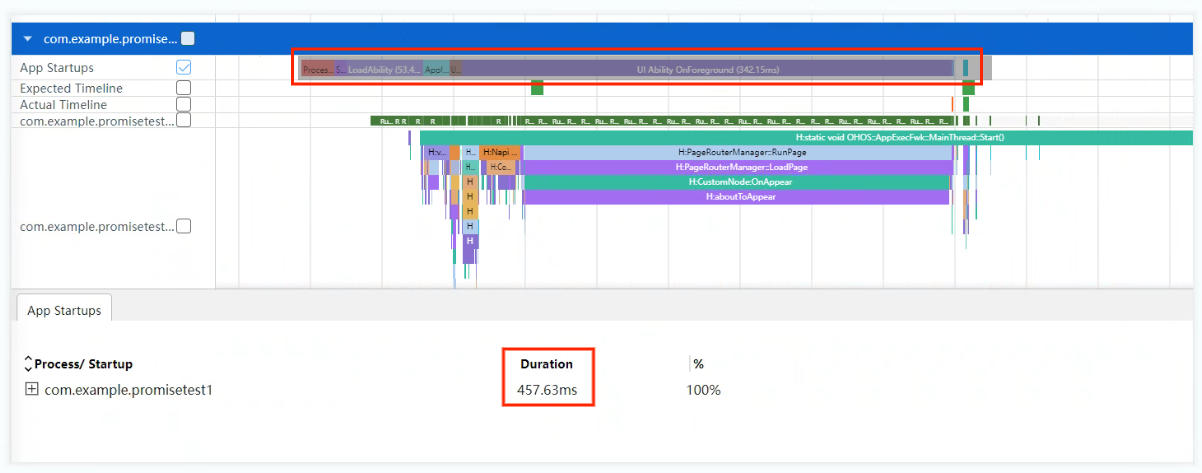 com.example.promise...
App Startups
Proces... S... LoadAbility (53.4... Appl... U... UI Ability OnForeground (342.15ms)
Expected Timeline
Actual Timeline
com.example.promisetest... Ru... R R R R R... R... R... R... R... R... R... R... R... R... R... R... R... R... R... R...
H:static void OHOS::AppExecFwk::MainThread::Start()
H:v... H... H:Napi ... H:PageRouterManager::RunPage
H... H:Co... H:PageRouterManager::LoadPage
H H:CustomNode:OnAppear
H H:aboutToAppear
H
com.example.promisetest... H
H
App Startups
Process/ Startup Duration %
com.example.promisetest1 457.63ms 100%